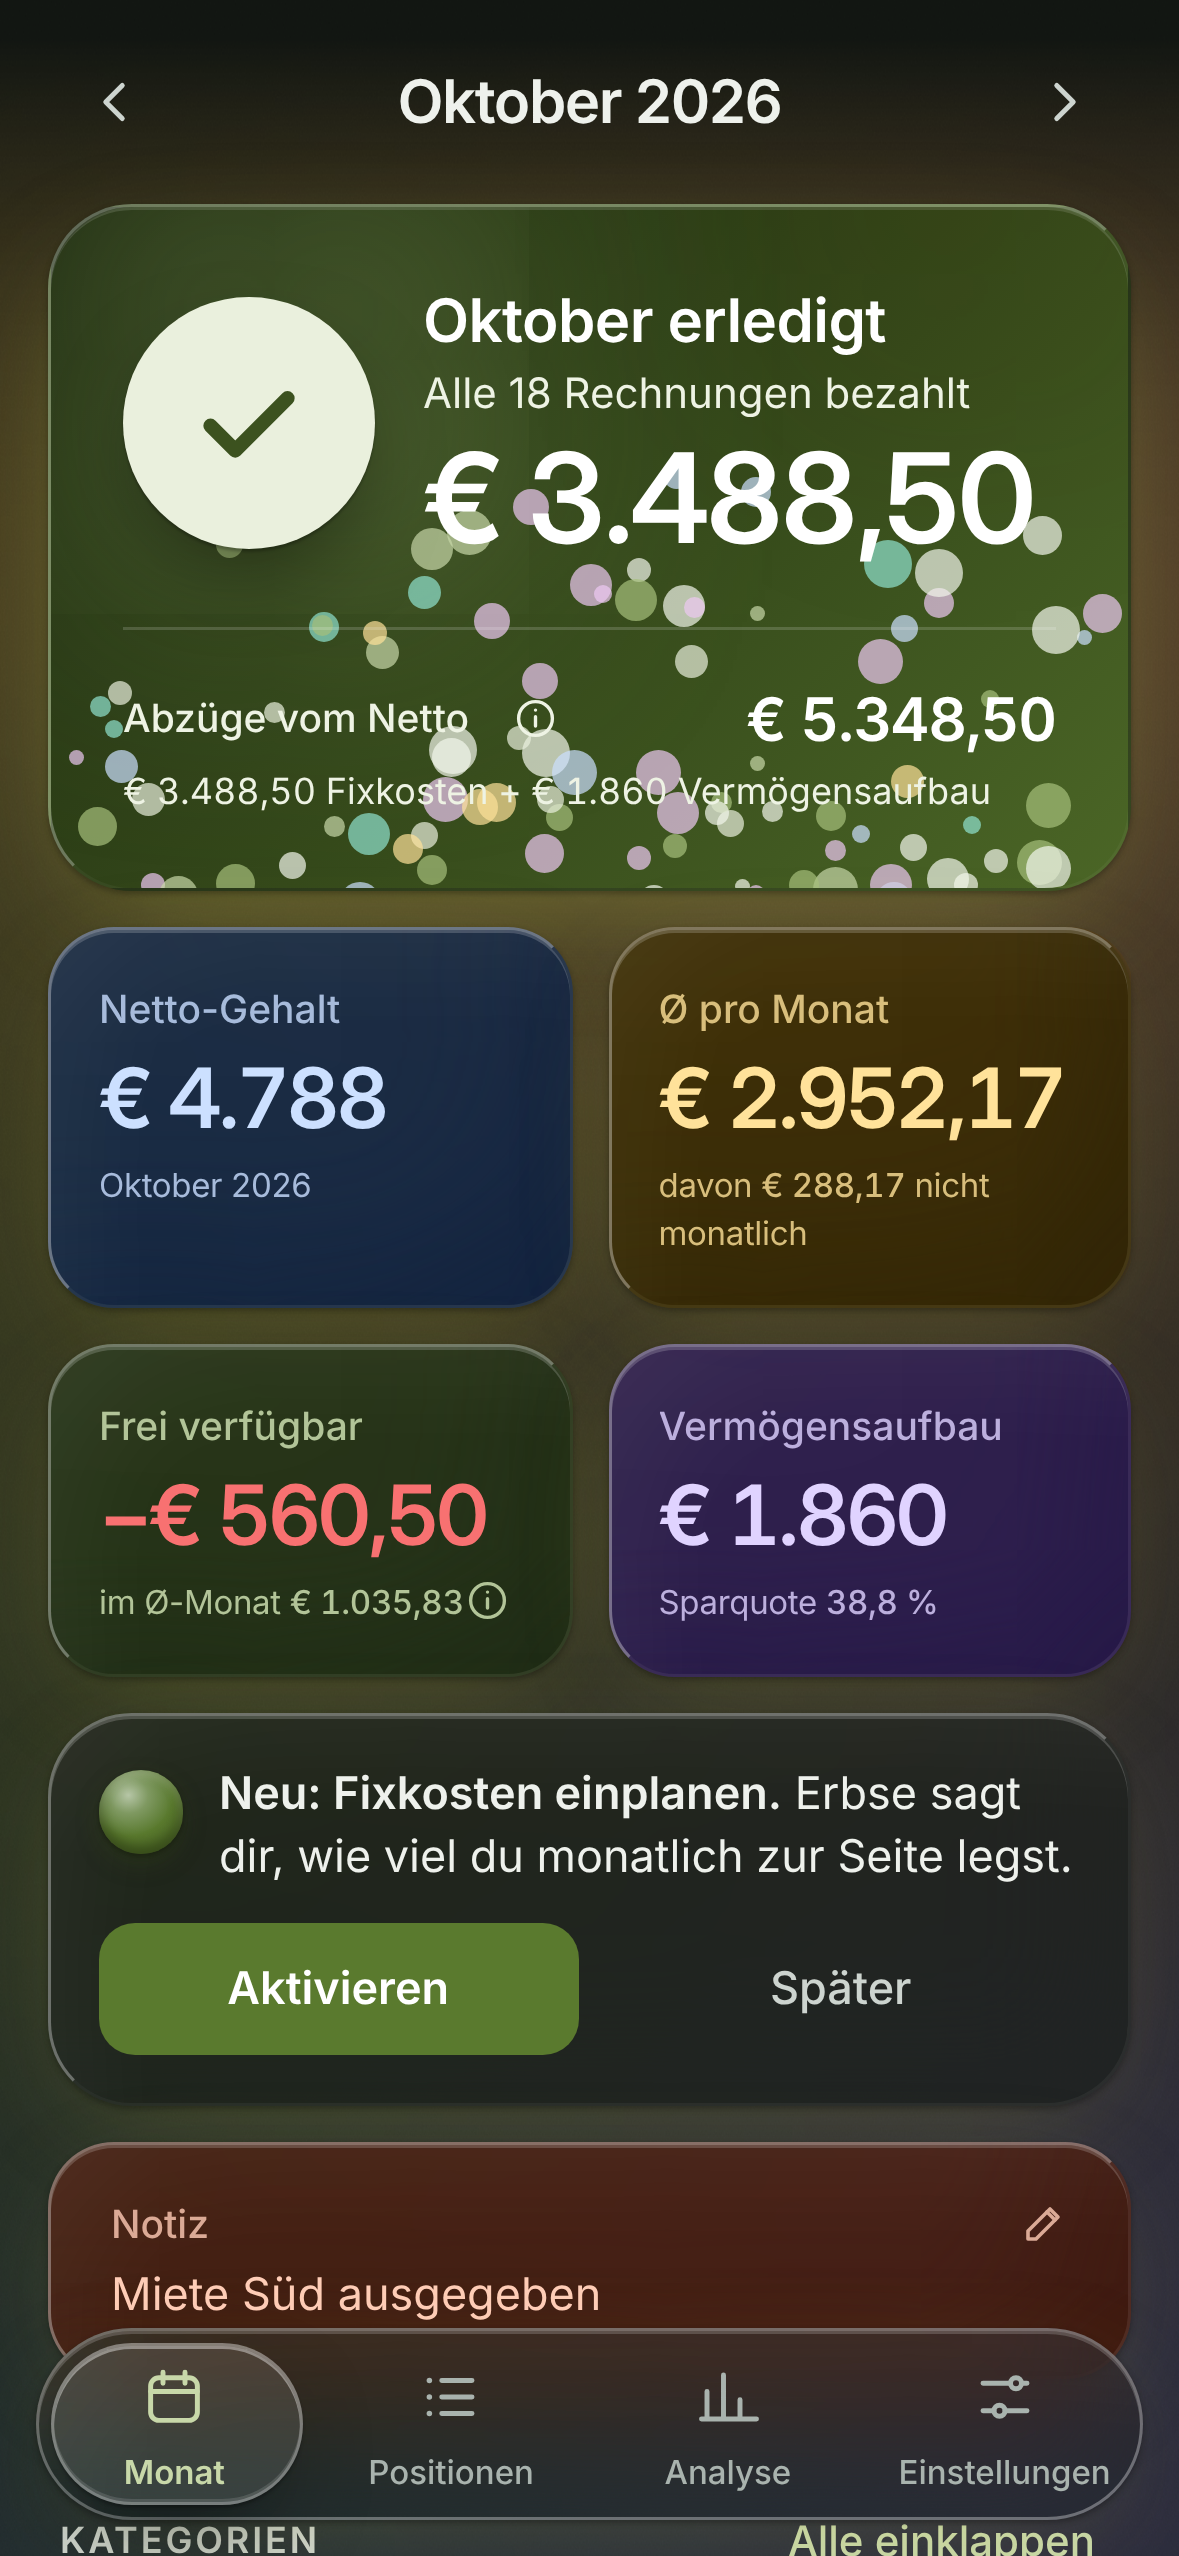 Oktober 2026
Oktober erledigt
Alle 18 Rechnungen bezahlt
€ 3.488,50
Abzüge vom Netto € 5.348,50
€ 3.488,50 Fixkosten + € 1.860 Vermögensaufbau
Netto-Gehalt
€ 4.788
Oktober 2026
Ø pro Monat
€ 2.952,17
davon € 288,17 nicht
monatlich
Frei verfügbar
–€ 560,50
im Ø-Monat € 1.035,83
Vermögensaufbau
€ 1.860
Sparquote 38,8 %
Neu: Fixkosten einplanen. Erbse sagt
dir, wie viel du monatlich zur Seite legst.
Aktivieren
Später
Notiz
Miete Süd ausgegeben
Monat
Positionen
Analyse
Einstellungen
KATEGORIEN
Alle einklappen